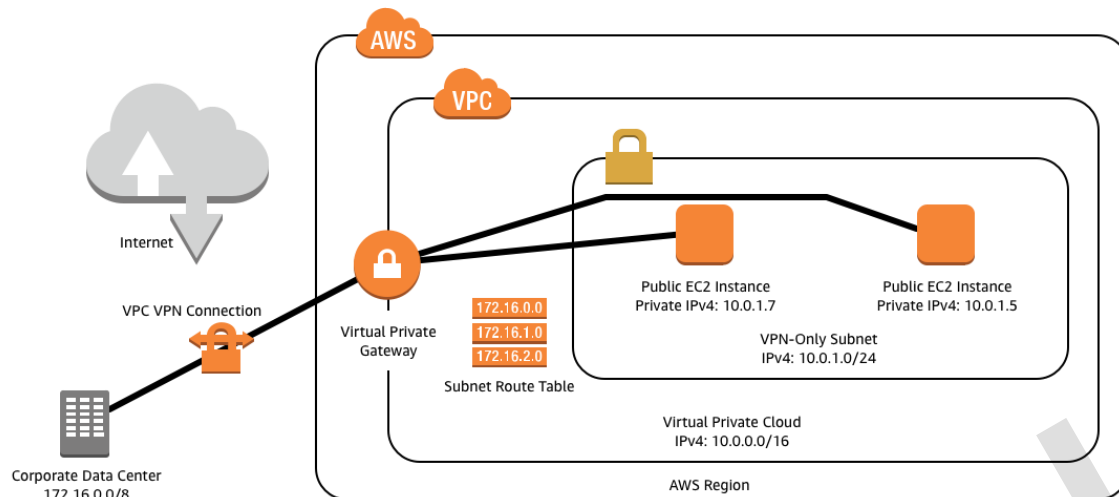 AWS
VPC
Internet
VPC VPN Connection
Virtual Private
Gateway
172.16.0.0
172.16.1.0
172.16.2.0
Subnet Route Table
Public EC2 Instance
Private IPv4: 10.0.1.7
Public EC2 Instance
Private IPv4: 10.0.1.5
VPN-Only Subnet
IPv4: 10.0.1.0/24
Virtual Private Cloud
IPv4: 10.0.0.0/16
AWS Region
Corporate Data Center
172.16.0.0/8